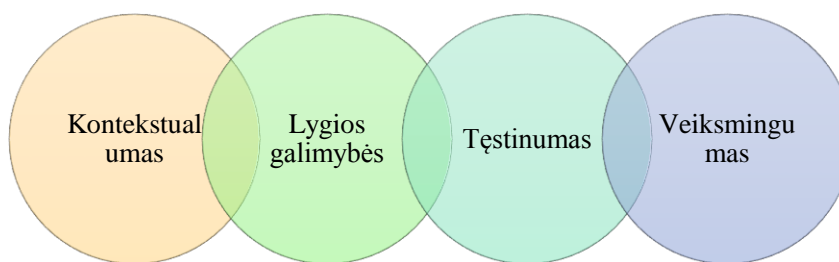 Kontekstual
umas
Lygios
galimybės
Tęstinumas
Veiksmingu
mas